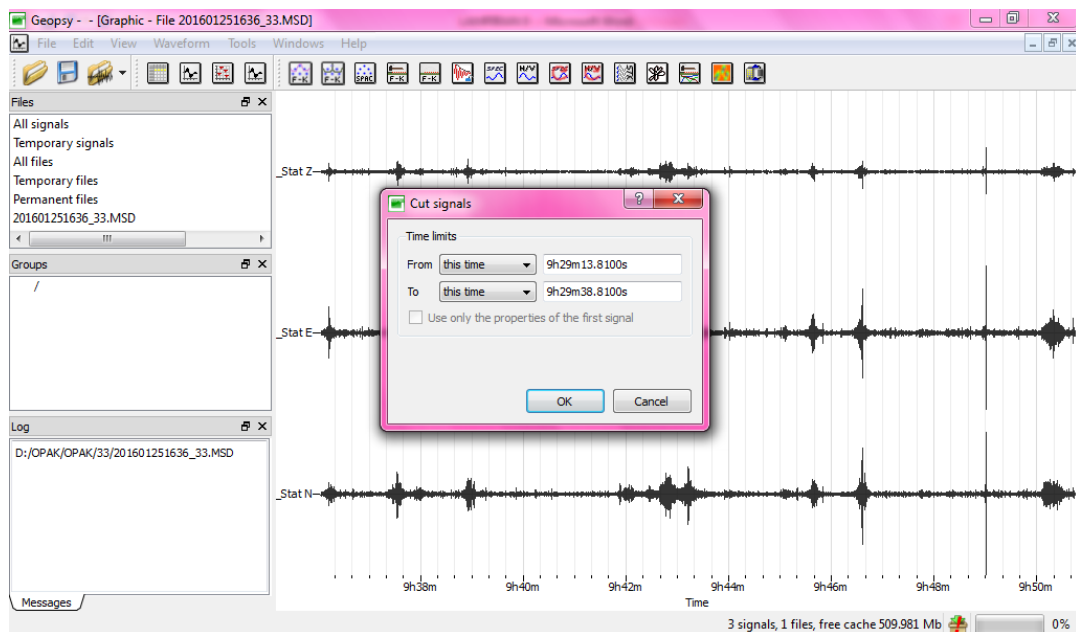 Geopsy - - [Graphic - File 201601251636_33.MSD]
File Edit View Waveform Tools Windows Help
F-K F-K SPAC F-K F-K SPEC H/V H/V
Files
All signals
Temporary signals
All files
Temporary files
Permanent files
201601251636_33.MSD
Groups
/
Log
D:/OPAK/OPAK/33/201601251636_33.MSD
Messages
_Stat Z
_Stat E
_Stat N
Cut signals
Time limits
From this time 9h29m13.8100s
To this time 9h29m38.8100s
Use only the properties of the first signal
OK Cancel
9h38m 9h40m 9h42m 9h44m 9h46m 9h48m 9h50m
Time
3 signals, 1 files, free cache 509.981 Mb 0%